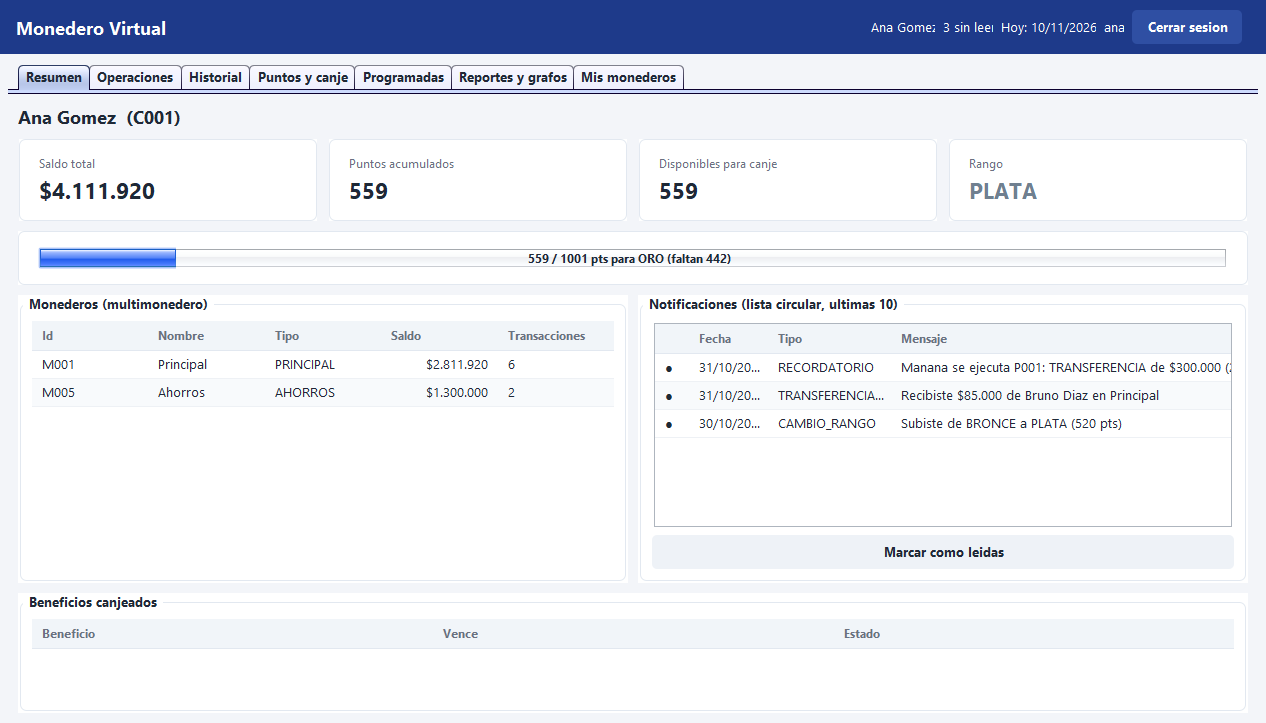 Monedero Virtual
Ana Gomez 3 sin leer Hoy: 10/11/2026 ana Cerrar sesion
Resumen Operaciones Historial Puntos y canje Programadas Reportes y grafos Mis monederos
Ana Gomez (C001)
Saldo total Puntos acumulados Disponibles para canje Rango
$4.111.920 559 559 PLATA
559 / 1001 pts para ORO (faltan 442)
Monederos (multimonedero)
Id Nombre Tipo Saldo Transacciones
M001 Principal PRINCIPAL $2.811.920 6
M005 Ahorros AHORROS $1.300.000 2
Notificaciones (lista circular, ultimas 10)
Fecha Tipo Mensaje
● 31/10/20... RECORDATORIO Manana se ejecuta P001: TRANSFERENCIA de $300.000 (
● 31/10/20... TRANSFERENCIA... Recibiste $85.000 de Bruno Diaz en Principal
● 30/10/20... CAMBIO_RANGO Subiste de BRONCE a PLATA (520 pts)
Marcar como leidas
Beneficios canjeados
Beneficio Vence Estado